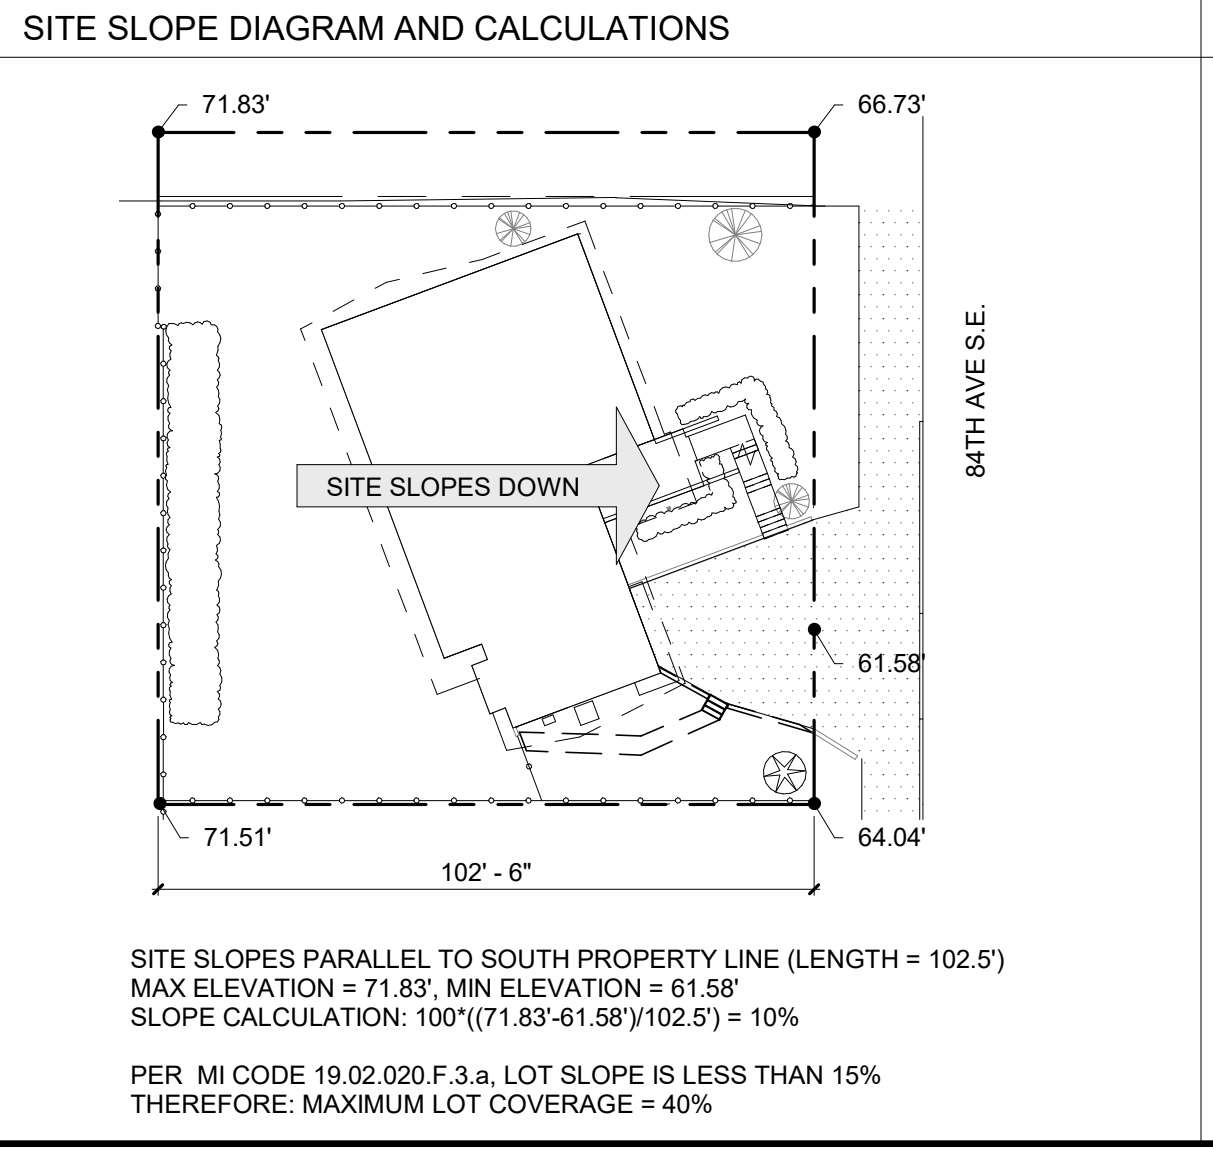 SITE SLOPE DIAGRAM AND CALCULATIONS
71.83'
66.73'
84TH AVE S.E.
SITE SLOPES DOWN
61.58'
71.51'
64.04'
102' - 6"
SITE SLOPES PARALLEL TO SOUTH PROPERTY LINE (LENGTH = 102.5')
MAX ELEVATION = 71.83', MIN ELEVATION = 61.58'
SLOPE CALCULATION: 100*((71.83'-61.58')/102.5') = 10%
PER  MI CODE 19.02.020.F.3.a, LOT SLOPE IS LESS THAN 15%
THEREFORE: MAXIMUM LOT COVERAGE = 40%